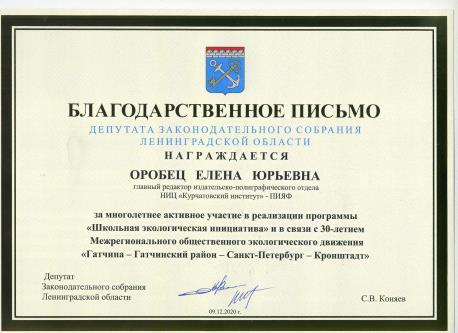 БЛАГОДАРСТВЕННОЕ ПИСЬМО
ДЕПУТАТА ЗАКОНОДАТЕЛЬНОГО СОБРАНИЯ
ЛЕНИНГРАДСКОЙ ОБЛАСТИ
НАГРАЖДАЕТСЯ
ОРОБЕЦ ЕЛЕНА ЮРЬЕВНА
главный редактор издательско-полиграфического отдела
НИЦ «Курчатовский институт» - ПИЯФ
за многолетнее активное участие в реализации программы
«Школьная экологическая инициатива» и в связи с 30-летием
Межрегионального общественного экологического движения
«Гатчина – Гатчинский район – Санкт-Петербург – Кронштадт»
Депутат
Законодательного собрания
Ленинградской области
С.В. Коняев
09.12.2020 г.